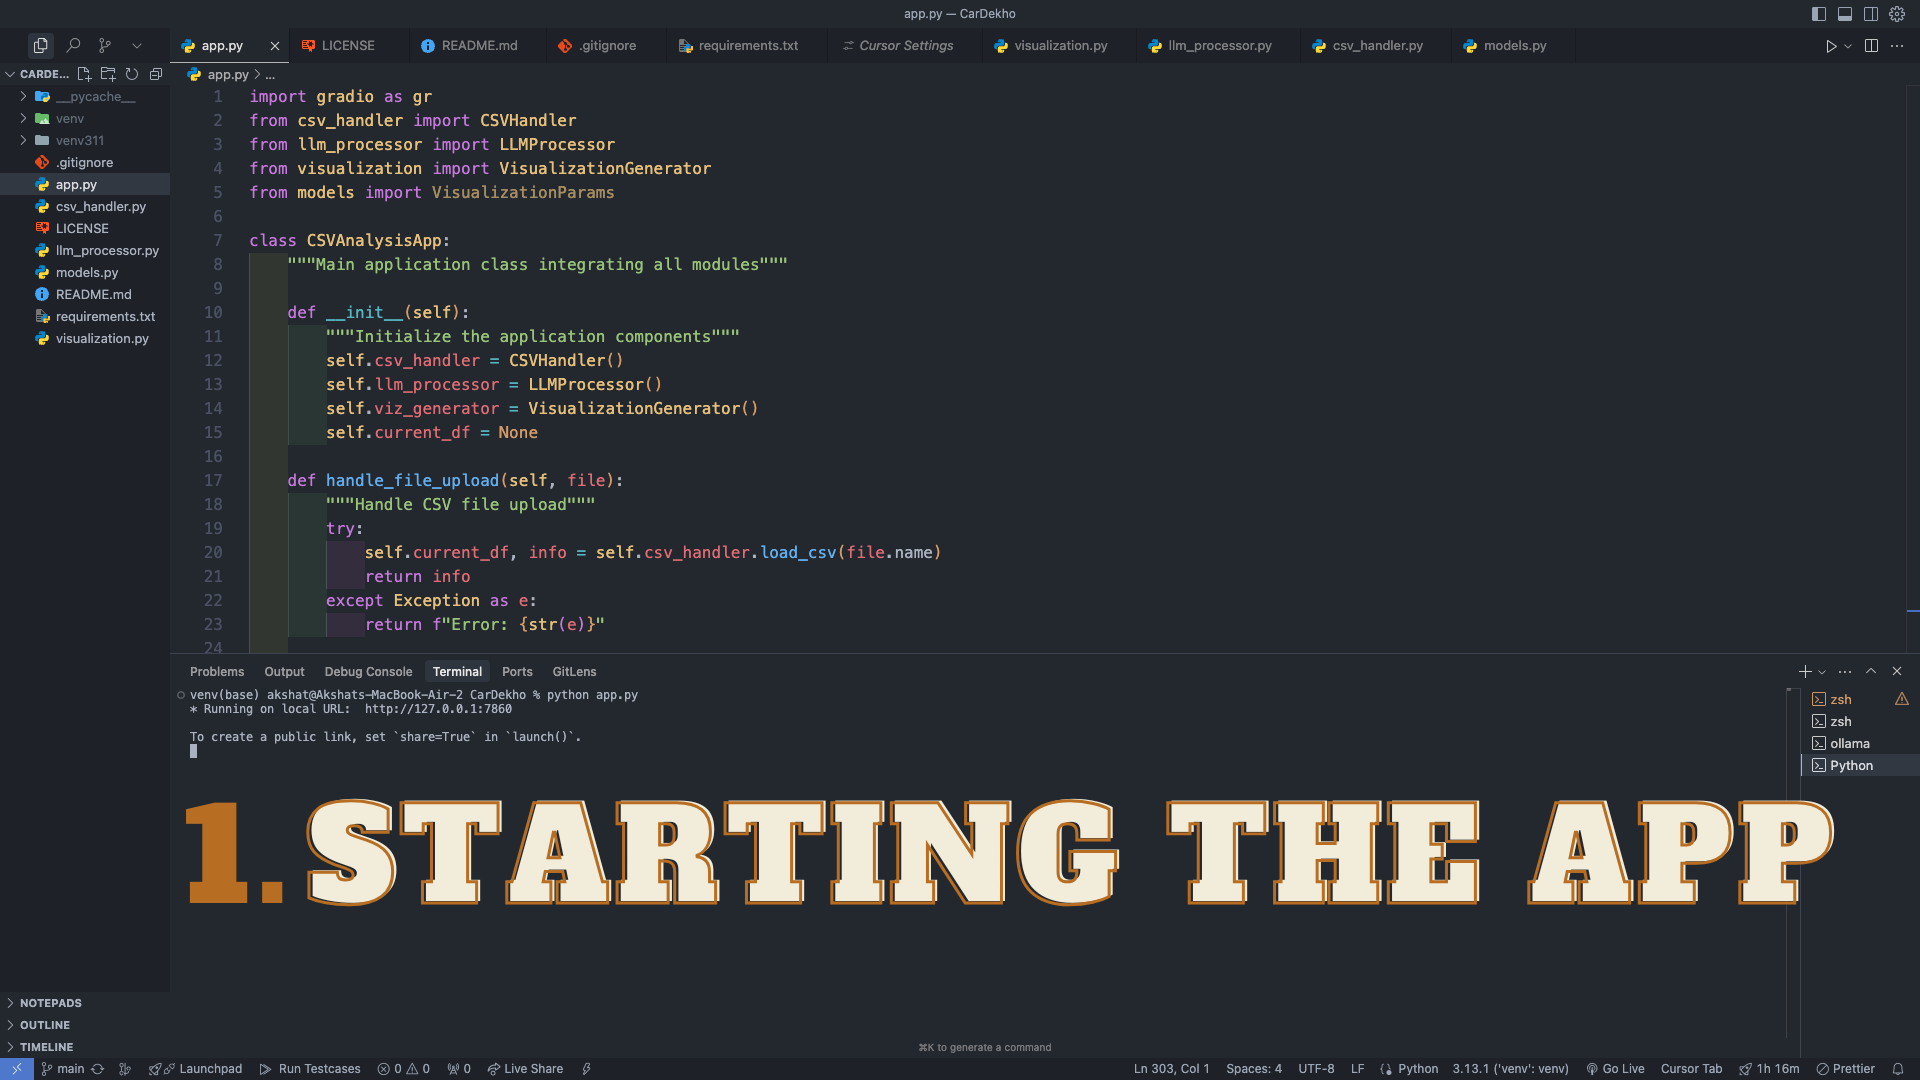 app.py — CarDekho
app.py
LICENSE
README.md
.gitignore
requirements.txt
Cursor Settings
visualization.py
llm_processor.py
csv_handler.py
models.py
CARDE...
__pycache__
venv
venv311
.gitignore
app.py
csv_handler.py
LICENSE
llm_processor.py
models.py
README.md
requirements.txt
visualization.py
app.py > ...
1 import gradio as gr
2 from csv_handler import CSVHandler
3 from llm_processor import LLMProcessor
4 from visualization import VisualizationGenerator
5 from models import VisualizationParams
6
7 class CSVAnalysisApp:
8 """Main application class integrating all modules"""
9
10 def __init__(self):
11 """Initialize the application components"""
12 self.csv_handler = CSVHandler()
13 self.llm_processor = LLMProcessor()
14 self.viz_generator = VisualizationGenerator()
15 self.current_df = None
16
17 def handle_file_upload(self, file):
18 """Handle CSV file upload"""
19 try:
20 self.current_df, info = self.csv_handler.load_csv(file.name)
21 return info
22 except Exception as e:
23 return f"Error: {str(e)}"
24
Problems Output Debug Console Terminal Ports GitLens
venv(base) akshat@Akshats-MacBook-Air-2 CarDekho % python app.py
* Running on local URL:  http://127.0.0.1:7860
To create a public link, set `share=True` in `launch()`.
zsh
zsh
ollama
Python
1. STARTING THE APP
NOTEPADS
OUTLINE
TIMELINE
⌘K to generate a command
main Launchpad Run Testcases 0 0 0 Live Share Ln 303, Col 1 Spaces: 4 UTF-8 LF Python 3.13.1 ('venv': venv) Go Live Cursor Tab 1h 16m Prettier